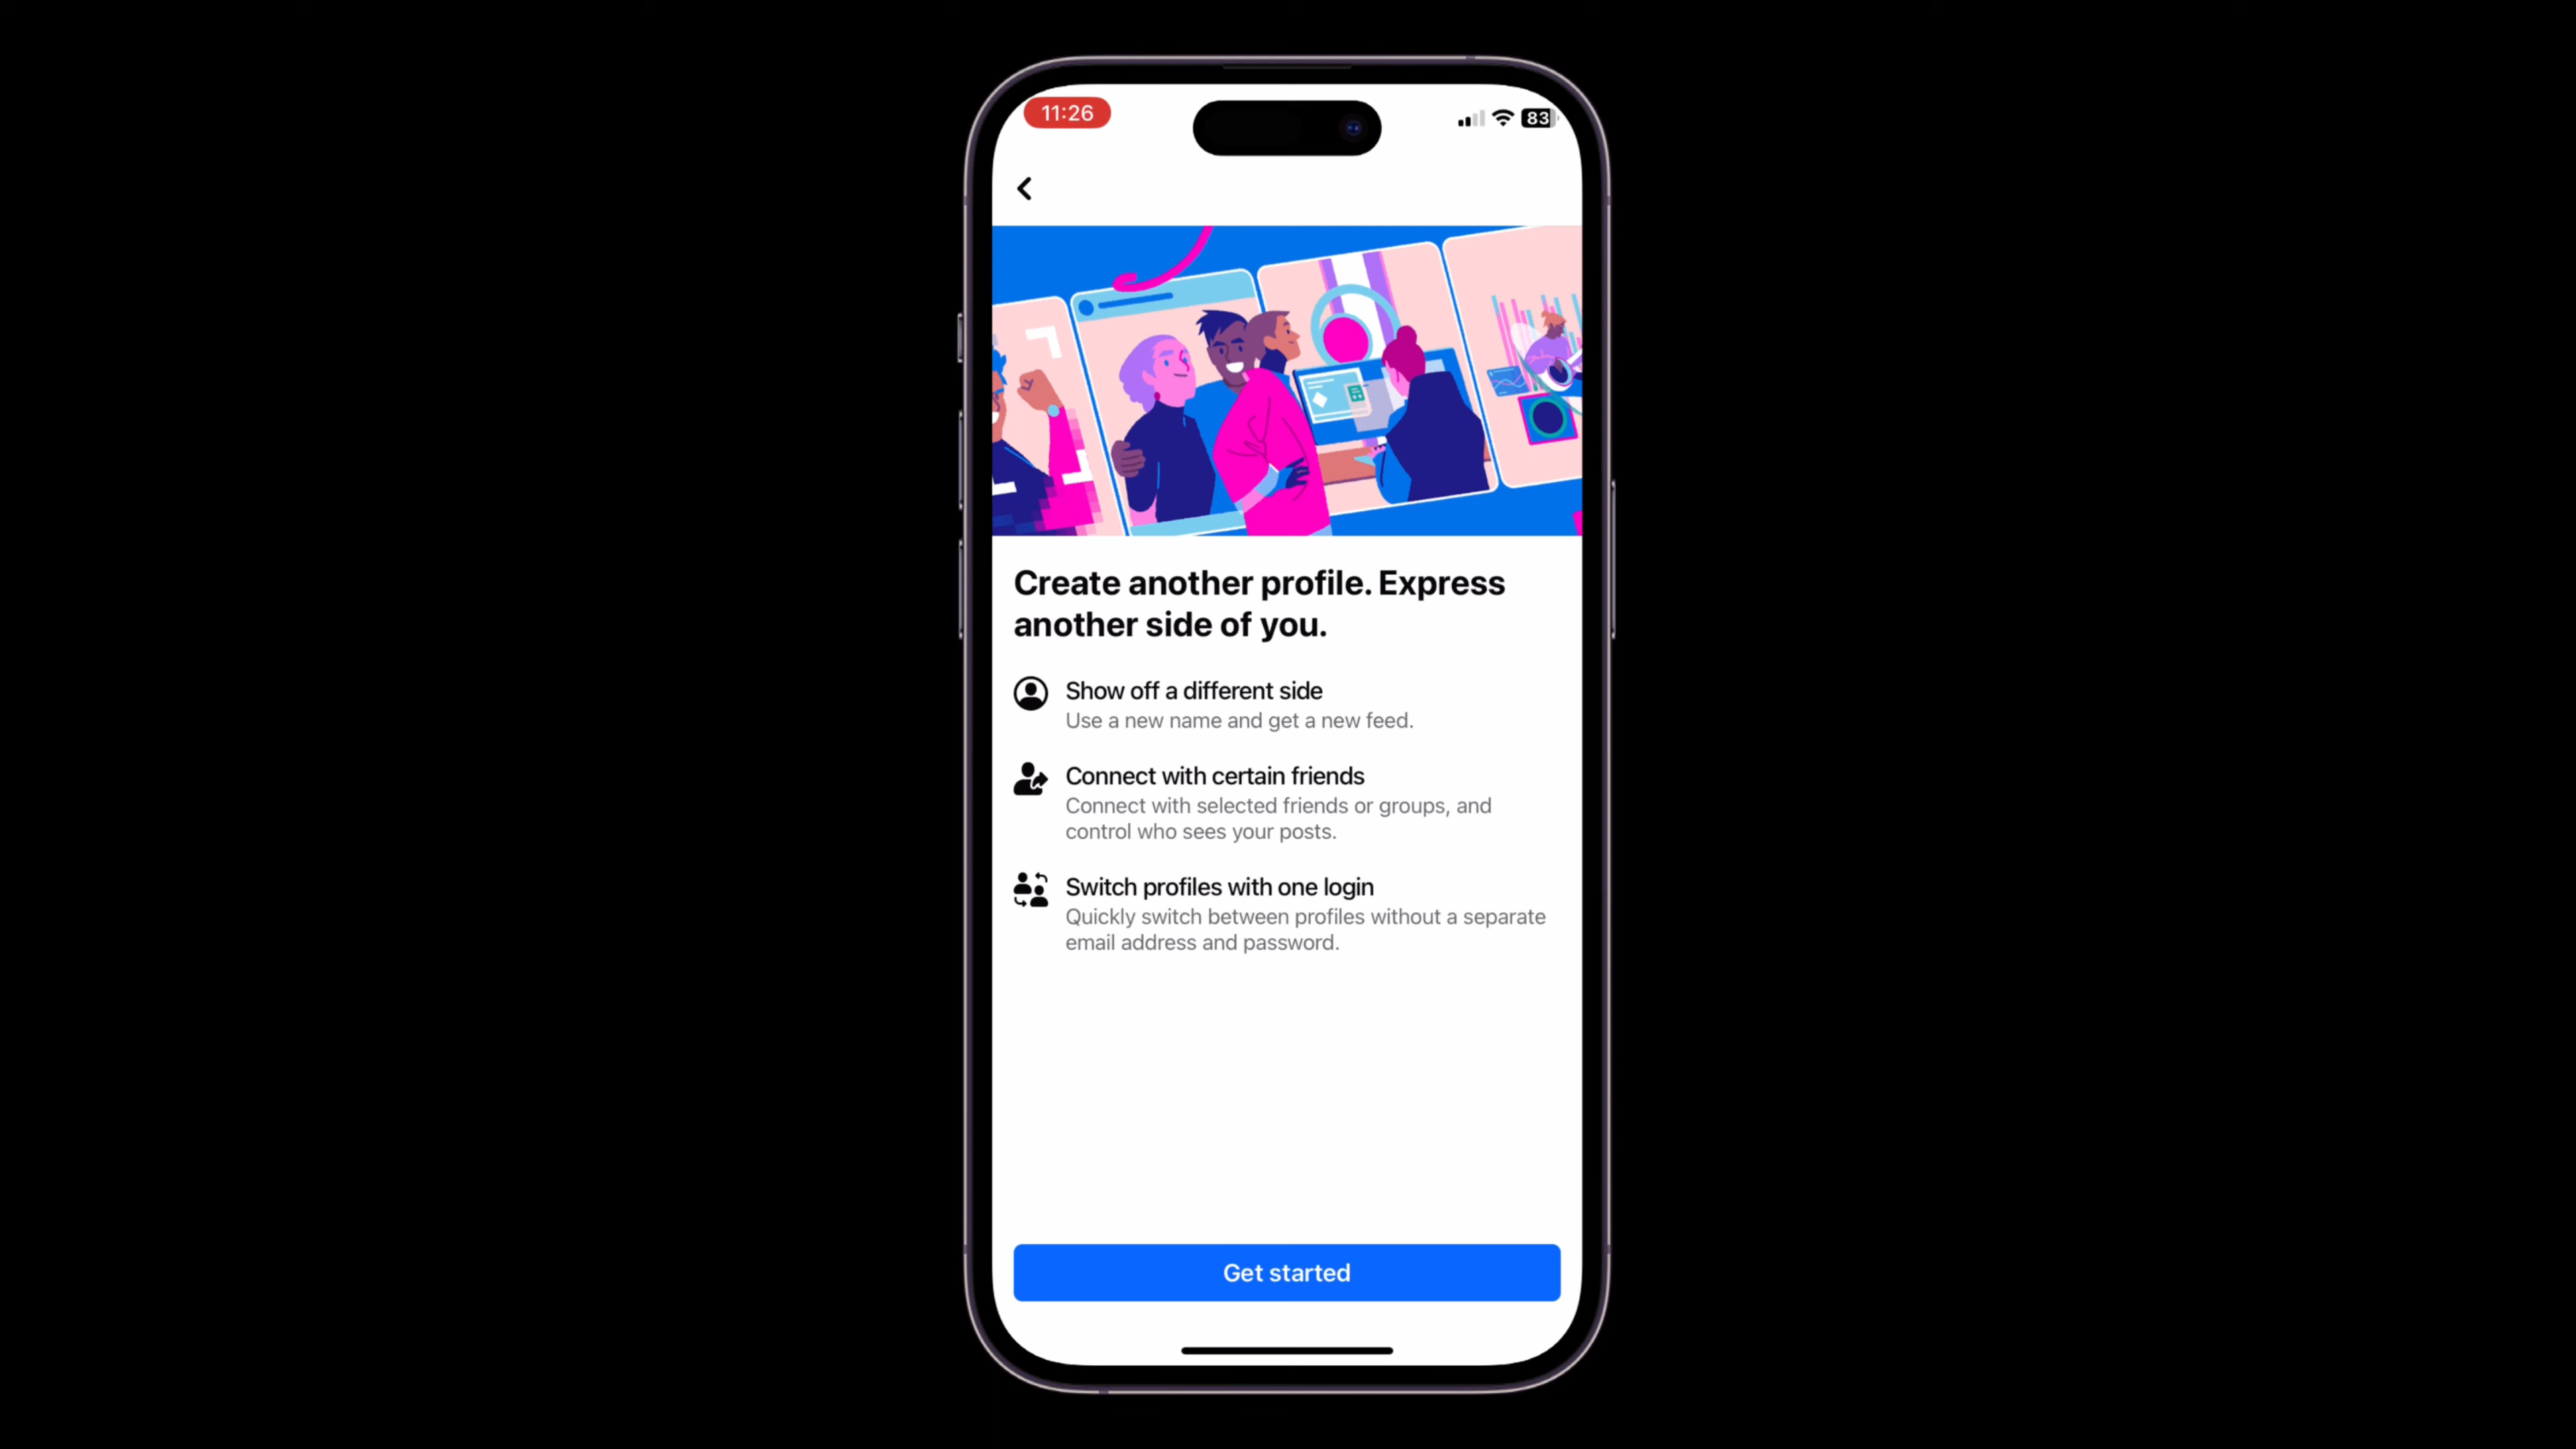 11:26
83
Create another profile. Express
another side of you.
Show off a different side
Use a new name and get a new feed.
Connect with certain friends
Connect with selected friends or groups, and
control who sees your posts.
Switch profiles with one login
Quickly switch between profiles without a separate
email address and password.
Get started